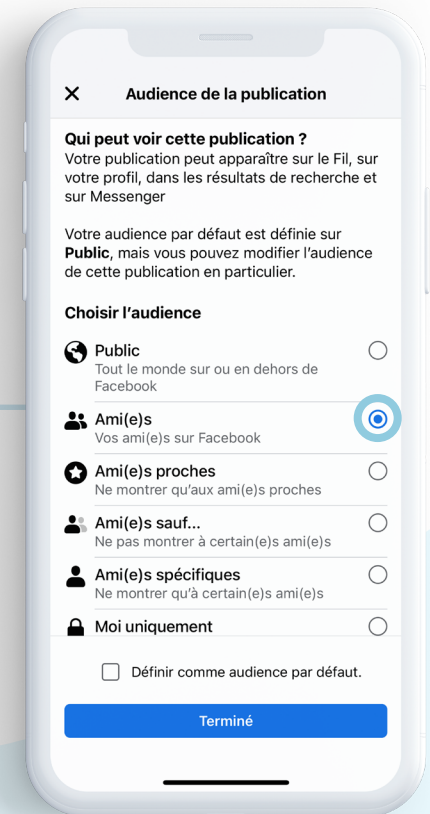 Audience de la publication
Qui peut voir cette publication ?
Votre publication peut apparaître sur le Fil, sur
votre profil, dans les résultats de recherche et
sur Messenger
Votre audience par défaut est définie sur
Public, mais vous pouvez modifier l'audience
de cette publication en particulier.
Choisir l'audience
Public
Tout le monde sur ou en dehors de
Facebook
Ami(e)s
Vos ami(e)s sur Facebook
Ami(e)s proches
Ne montrer qu'aux ami(e)s proches
Ami(e)s sauf...
Ne pas montrer à certain(e)s ami(e)s
Ami(e)s spécifiques
Ne montrer qu'à certain(e)s ami(e)s
Moi uniquement
Définir comme audience par défaut.
Terminé